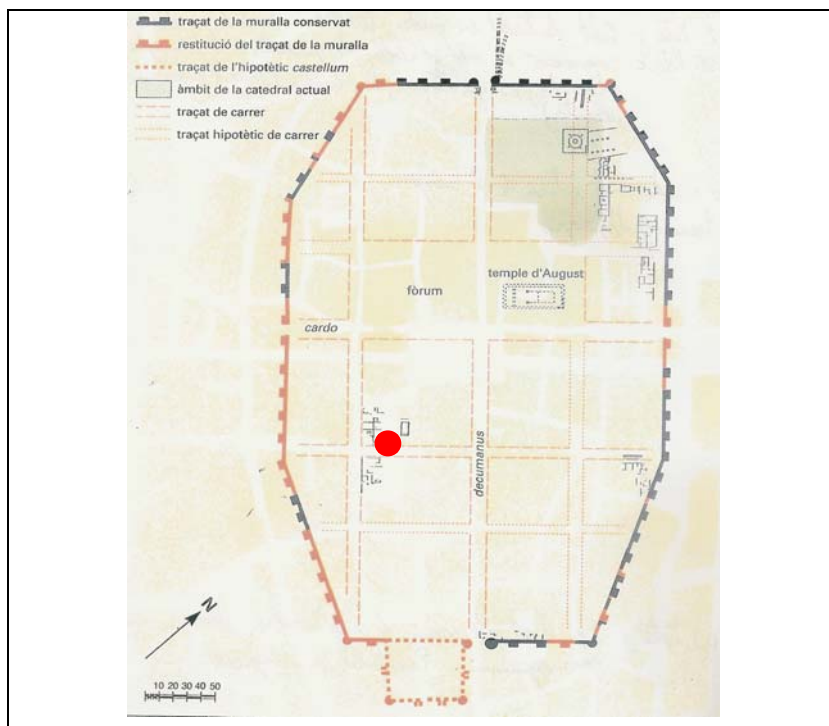 traçat de la muralla conservat
restitució del traçat de la muralla
traçat de l'hipotètic castellum
àmbit de la catedral actual
traçat de carrer
traçat hipotètic de carrer
temple d'August
fòrum
cardo
decumanus
N
10 20 30 40 50